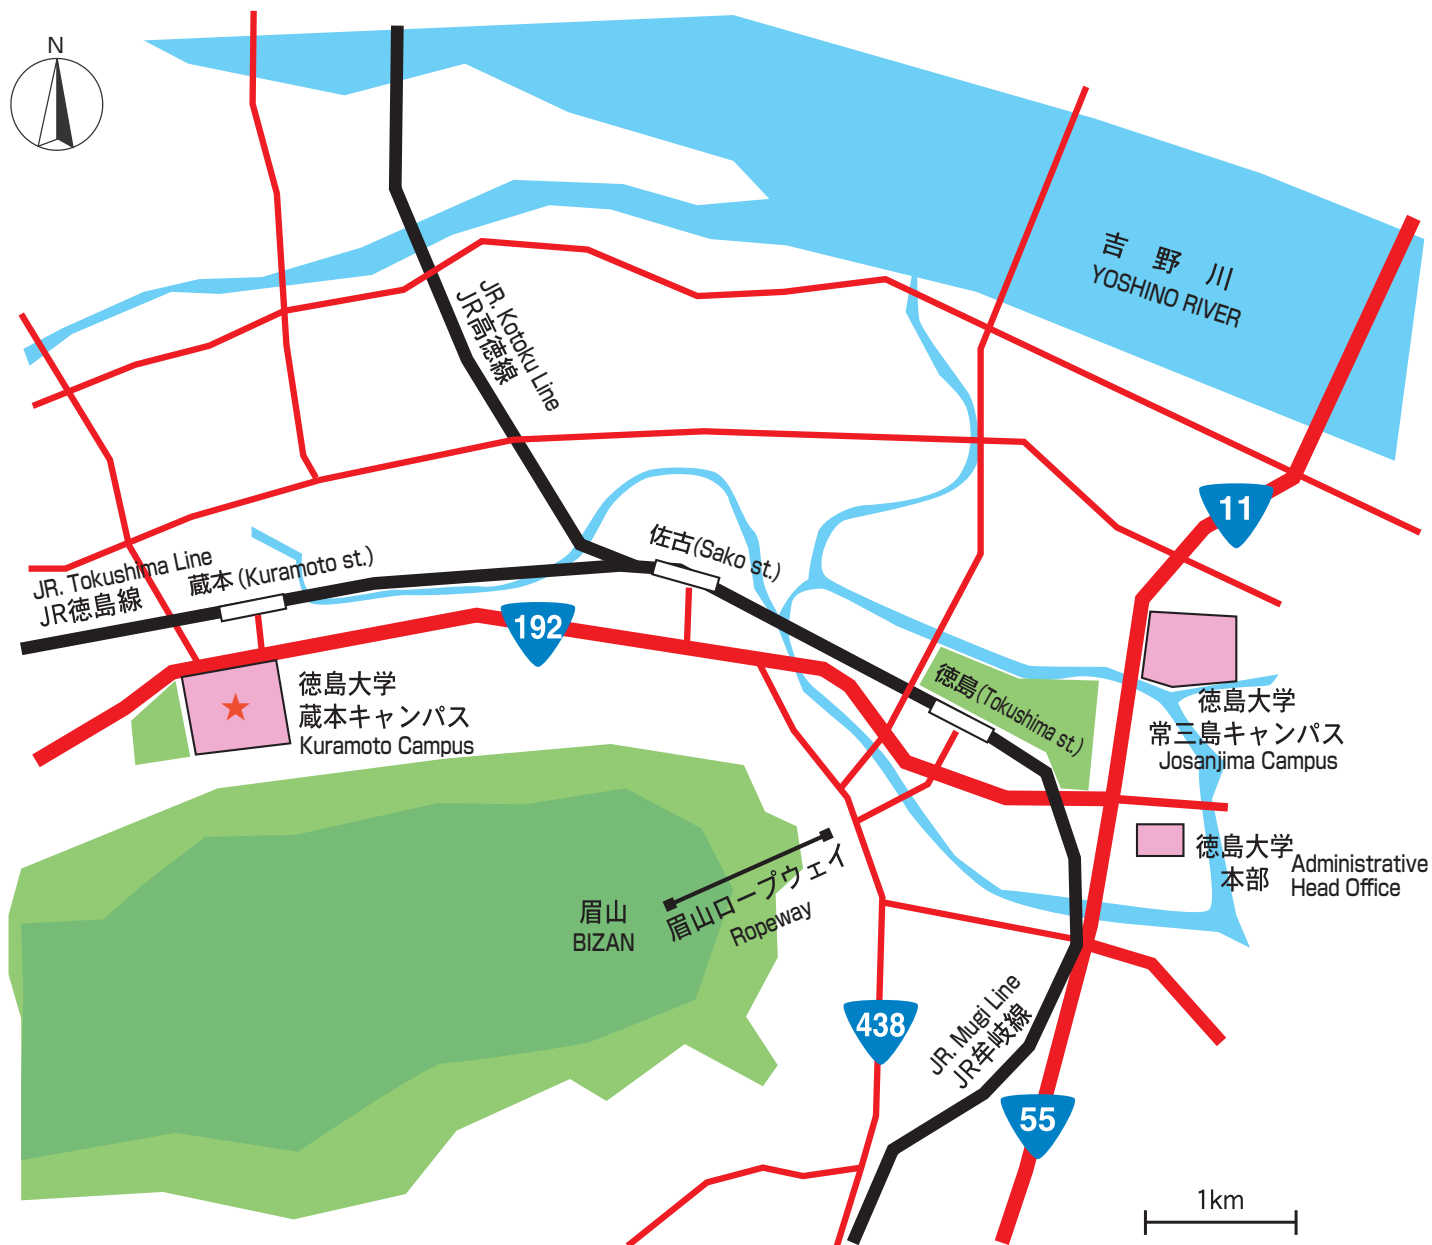 N
吉野川
YOSHINO RIVER
JR. Kotoku Line
JR高徳線
11
佐古(Sako st.)
JR. Tokushima Line
JR徳島線
蔵本(Kuramoto st.)
192
徳島大学
蔵本キャンパス
Kuramoto Campus
徳島(Tokushima st.)
徳島大学
常三島キャンパス
Josanjima Campus
徳島大学
本部
Administrative
Head Office
眉山
BIZAN
眉山ロープウェイ
Ropeway
438
JR. Mugi Line
JR牟岐線
55
1km